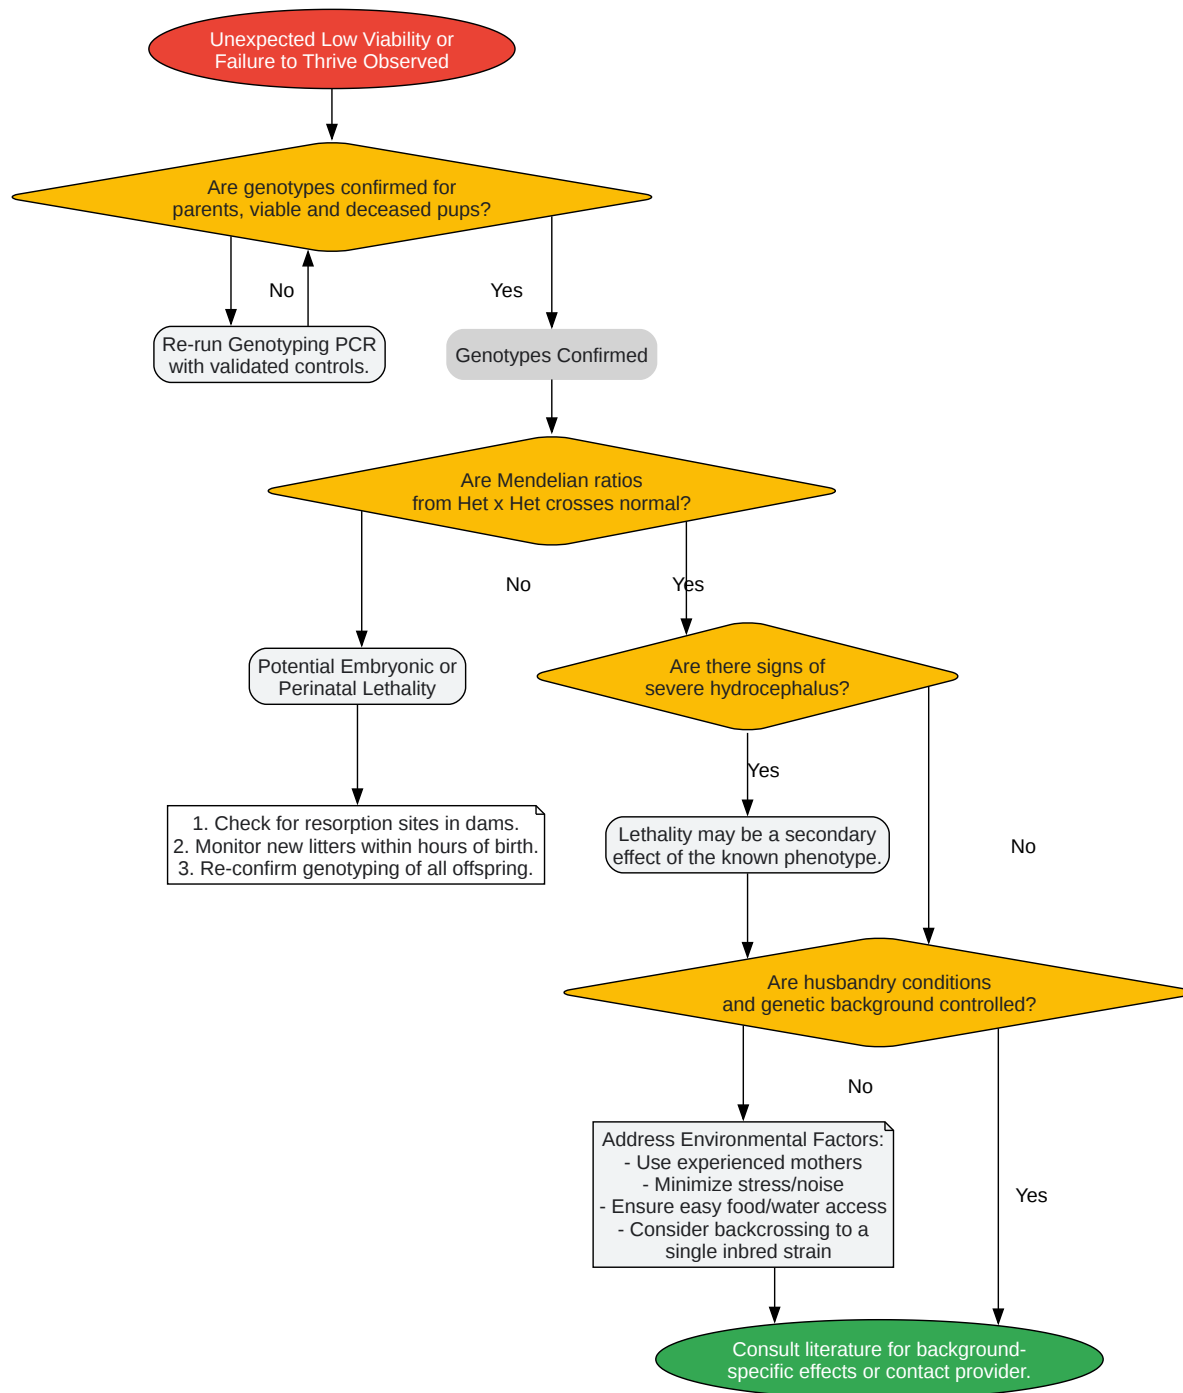 Unexpected Low Viability or
Failure to Thrive Observed
Are genotypes confirmed for
parents, viable and deceased pups?
No
Yes
Re-run Genotyping PCR
with validated controls.
Genotypes Confirmed
Are Mendelian ratios
from Het x Het crosses normal?
No
Yes
Potential Embryonic or
Perinatal Lethality
Are there signs of
severe hydrocephalus?
Yes
1. Check for resorption sites in dams.
2. Monitor new litters within hours of birth.
3. Re-confirm genotyping of all offspring.
Lethality may be a secondary
effect of the known phenotype.
No
Are husbandry conditions
and genetic background controlled?
No
Address Environmental Factors:
- Use experienced mothers
- Minimize stress/noise
- Ensure easy food/water access
- Consider backcrossing to a
single inbred strain
Yes
Consult literature for background-
specific effects or contact provider.